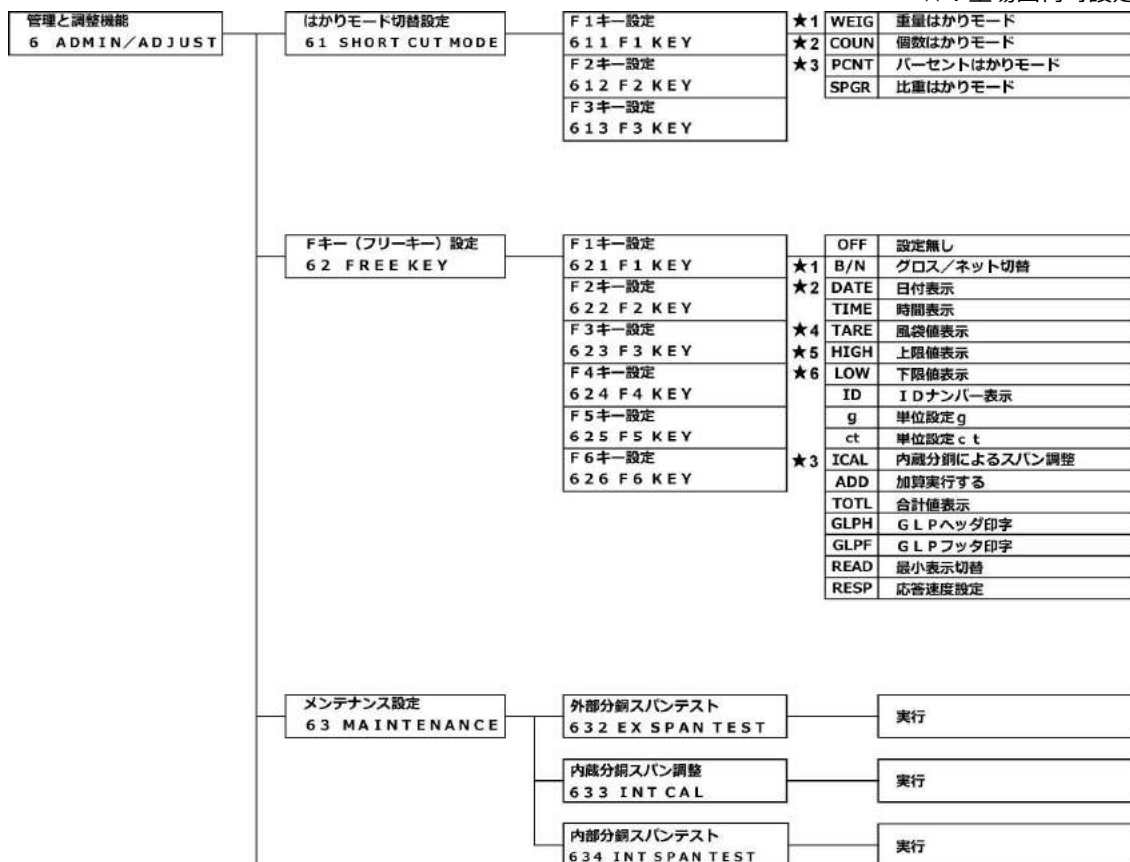 管理と調整機能
6 ADMIN/ADJUST
はかりモード切替設定
61 SHORT CUT MODE
F1キー設定
611 F1 KEY
F2キー設定
612 F2 KEY
F3キー設定
613 F3 KEY
★1 WEIG 重量はかりモード
★2 COUN 個数はかりモード
★3 PCNT パーセントはかりモード
SPGR 比重はかりモード
Fキー（フリーキー）設定
62 FREE KEY
F1キー設定
621 F1 KEY
F2キー設定
622 F2 KEY
F3キー設定
623 F3 KEY
F4キー設定
624 F4 KEY
F5キー設定
625 F5 KEY
F6キー設定
626 F6 KEY
OFF 設定無し
★1 B/N グロス／ネット切替
★2 DATE 日付表示
TIME 時間表示
★4 TARE 風袋値表示
★5 HIGH 上限値表示
★6 LOW 下限値表示
ID IDナンバー表示
g 単位設定g
ct 単位設定ct
★3 ICAL 内蔵分銅によるスパン調整
ADD 加算実行する
TOTL 合計値表示
GLPH GLPヘッダ印字
GLPF GLPフッタ印字
READ 最小表示切替
RESP 応答速度設定
メンテナンス設定
63 MAINTENANCE
外部分銅スパンテスト
632 EX SPAN TEST
実行
内蔵分銅スパン調整
633 INT CAL
実行
内部分銅スパンテスト
634 INT SPAN TEST
実行